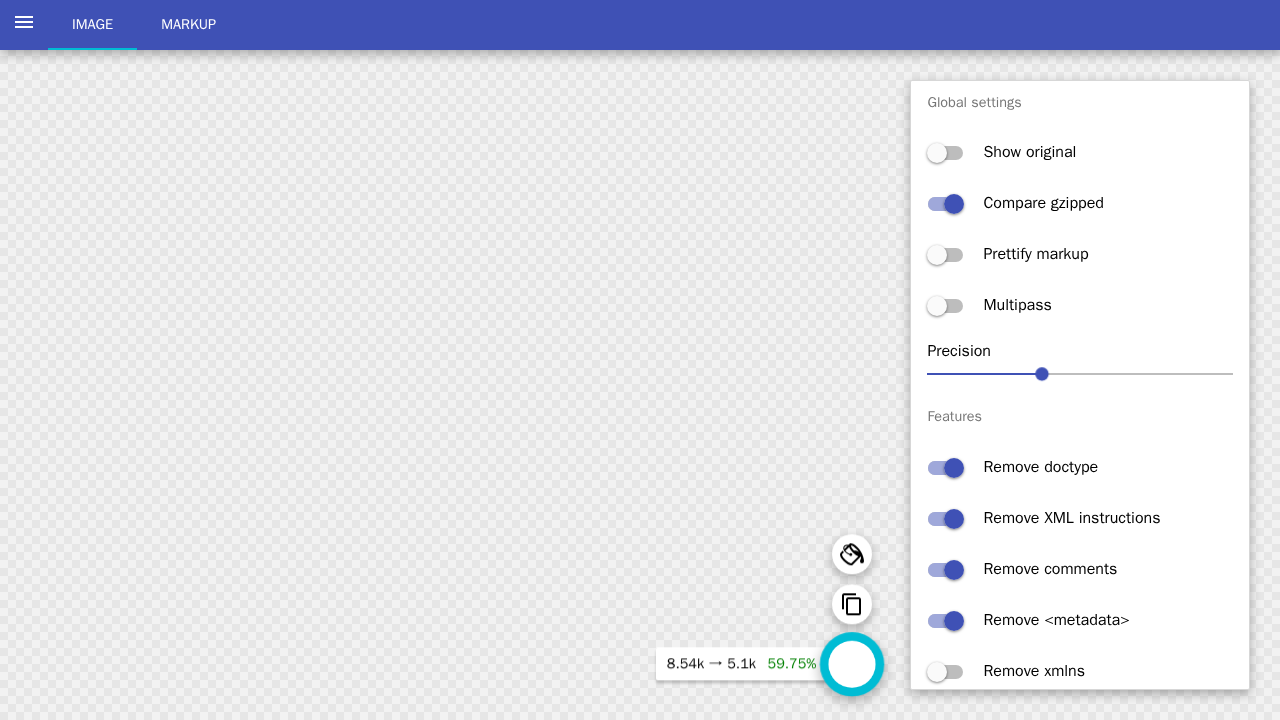 IMAGE
MARKUP
Global settings
Show original
Compare gzipped
Prettify markup
Multipass
Precision
Features
Remove doctype
Remove XML instructions
Remove comments
Remove <metadata>
Remove xmlns
8.54k → 5.1k 59.75%